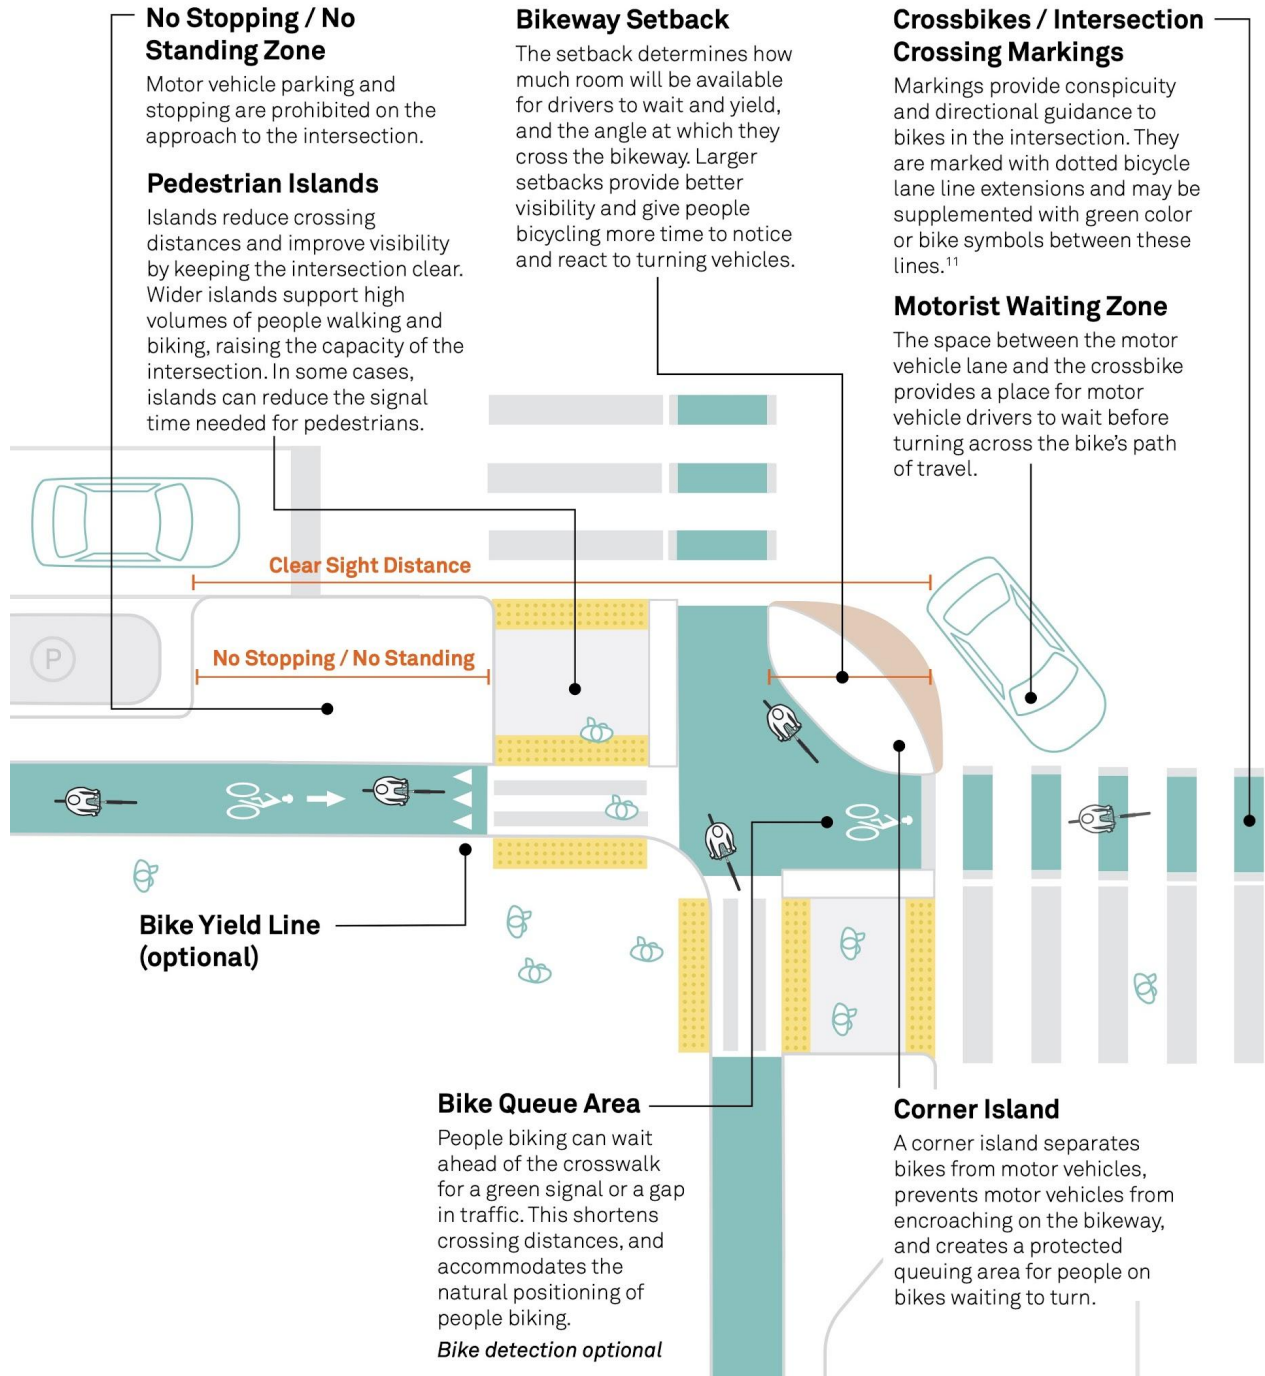 No Stopping / No
Standing Zone
Motor vehicle parking and
stopping are prohibited on the
approach to the intersection.
Pedestrian Islands
Islands reduce crossing
distances and improve visibility
by keeping the intersection clear.
Wider islands support high
volumes of people walking and
biking, raising the capacity of the
intersection. In some cases,
islands can reduce the signal
time needed for pedestrians.
Bikeway Setback
The setback determines how
much room will be available
for drivers to wait and yield,
and the angle at which they
cross the bikeway. Larger
setbacks provide better
visibility and give people
bicycling more time to notice
and react to turning vehicles.
Crossbikes / Intersection
Crossing Markings
Markings provide conspicuity
and directional guidance to
bikes in the intersection. They
are marked with dotted bicycle
lane line extensions and may be
supplemented with green color
or bike symbols between these
lines.¹¹
Motorist Waiting Zone
The space between the motor
vehicle lane and the crossbike
provides a place for motor
vehicle drivers to wait before
turning across the bike's path
of travel.
Clear Sight Distance
P
No Stopping / No Standing
Bike Yield Line
(optional)
Bike Queue Area
People biking can wait
ahead of the crosswalk
for a green signal or a gap
in traffic. This shortens
crossing distances, and
accommodates the
natural positioning of
people biking.
Bike detection optional
Corner Island
A corner island separates
bikes from motor vehicles,
prevents motor vehicles from
encroaching on the bikeway,
and creates a protected
queuing area for people on
bikes waiting to turn.